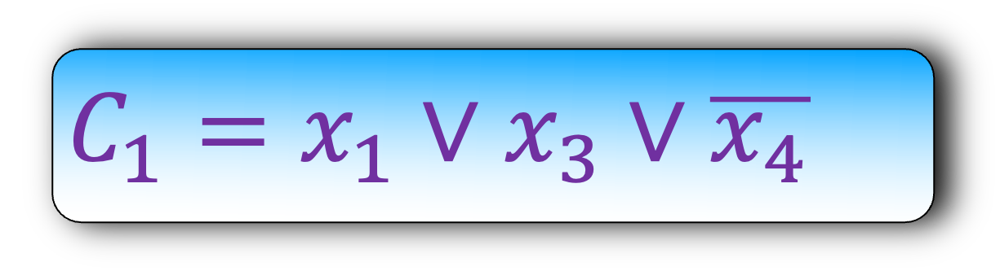 C₁ = x₁ ∨ x₃ ∨ x̅₄̅